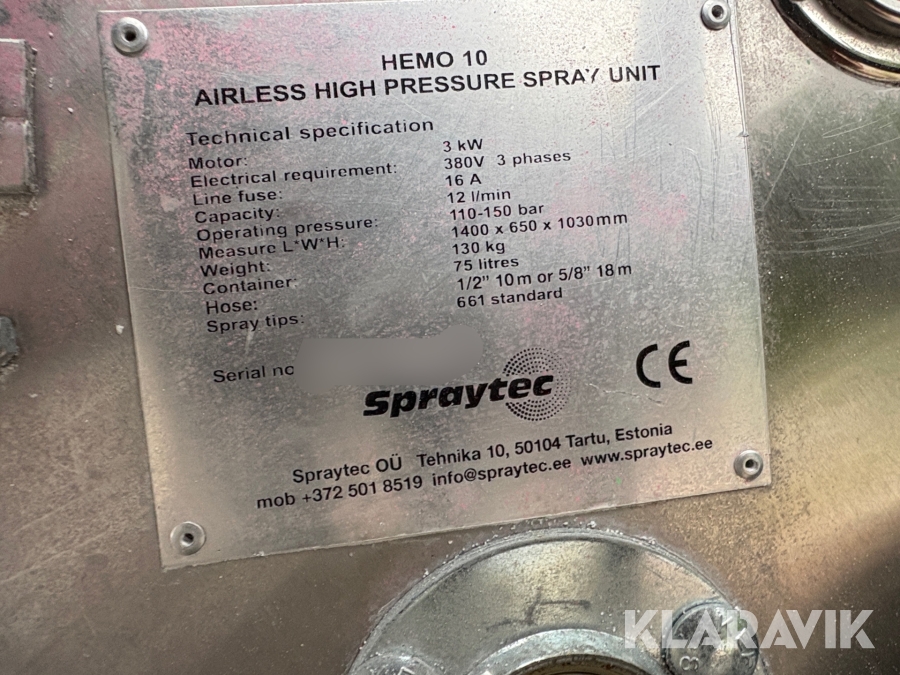 HEMO 10
AIRLESS HIGH PRESSURE SPRAY UNIT
Technical specification
Motor: 3 kW
Electrical requirement: 380V 3 phases
Line fuse: 16 A
Capacity: 12 l/min
Operating pressure: 110-150 bar
Measure L*W*H: 1400 x 650 x 1030mm
Weight: 130 kg
Container: 75 litres
Hose: 1/2" 10m or 5/8" 18m
Spray tips: 661 standard
Serial no
Spraytec CE
Spraytec OÜ Tehnika 10, 50104 Tartu, Estonia
mob +372 501 8519 info@spraytec.ee www.spraytec.ee
KLARAVIK